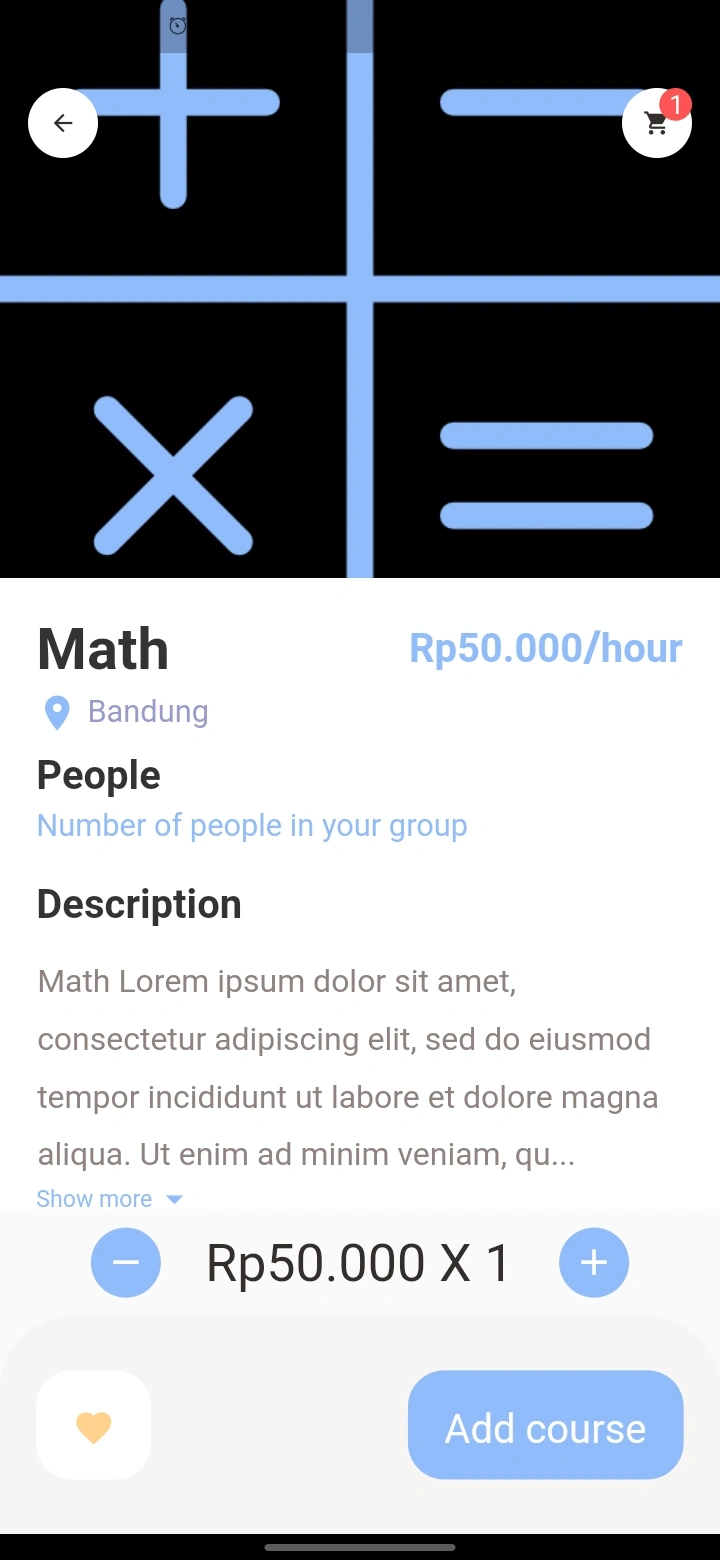 1
Math
Rp50.000/hour
Bandung
People
Number of people in your group
Description
Math Lorem ipsum dolor sit amet,
consectetur adipiscing elit, sed do eiusmod
tempor incididunt ut labore et dolore magna
aliqua. Ut enim ad minim veniam, qu...
Show more
Rp50.000 X 1
Add course